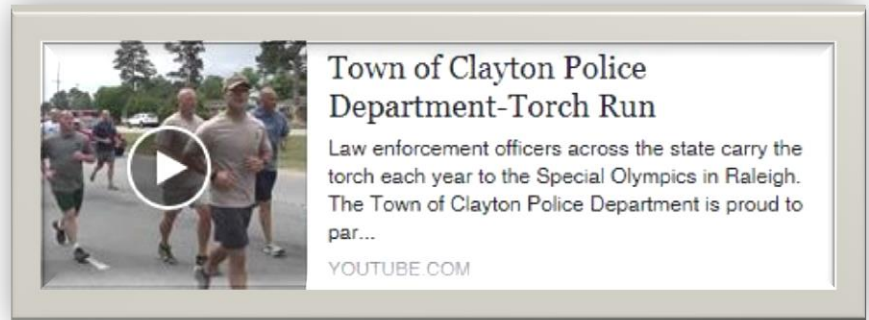 Town of Clayton Police
Department-Torch Run
Law enforcement officers across the state carry the
torch each year to the Special Olympics in Raleigh.
The Town of Clayton Police Department is proud to
par...
YOUTUBE.COM